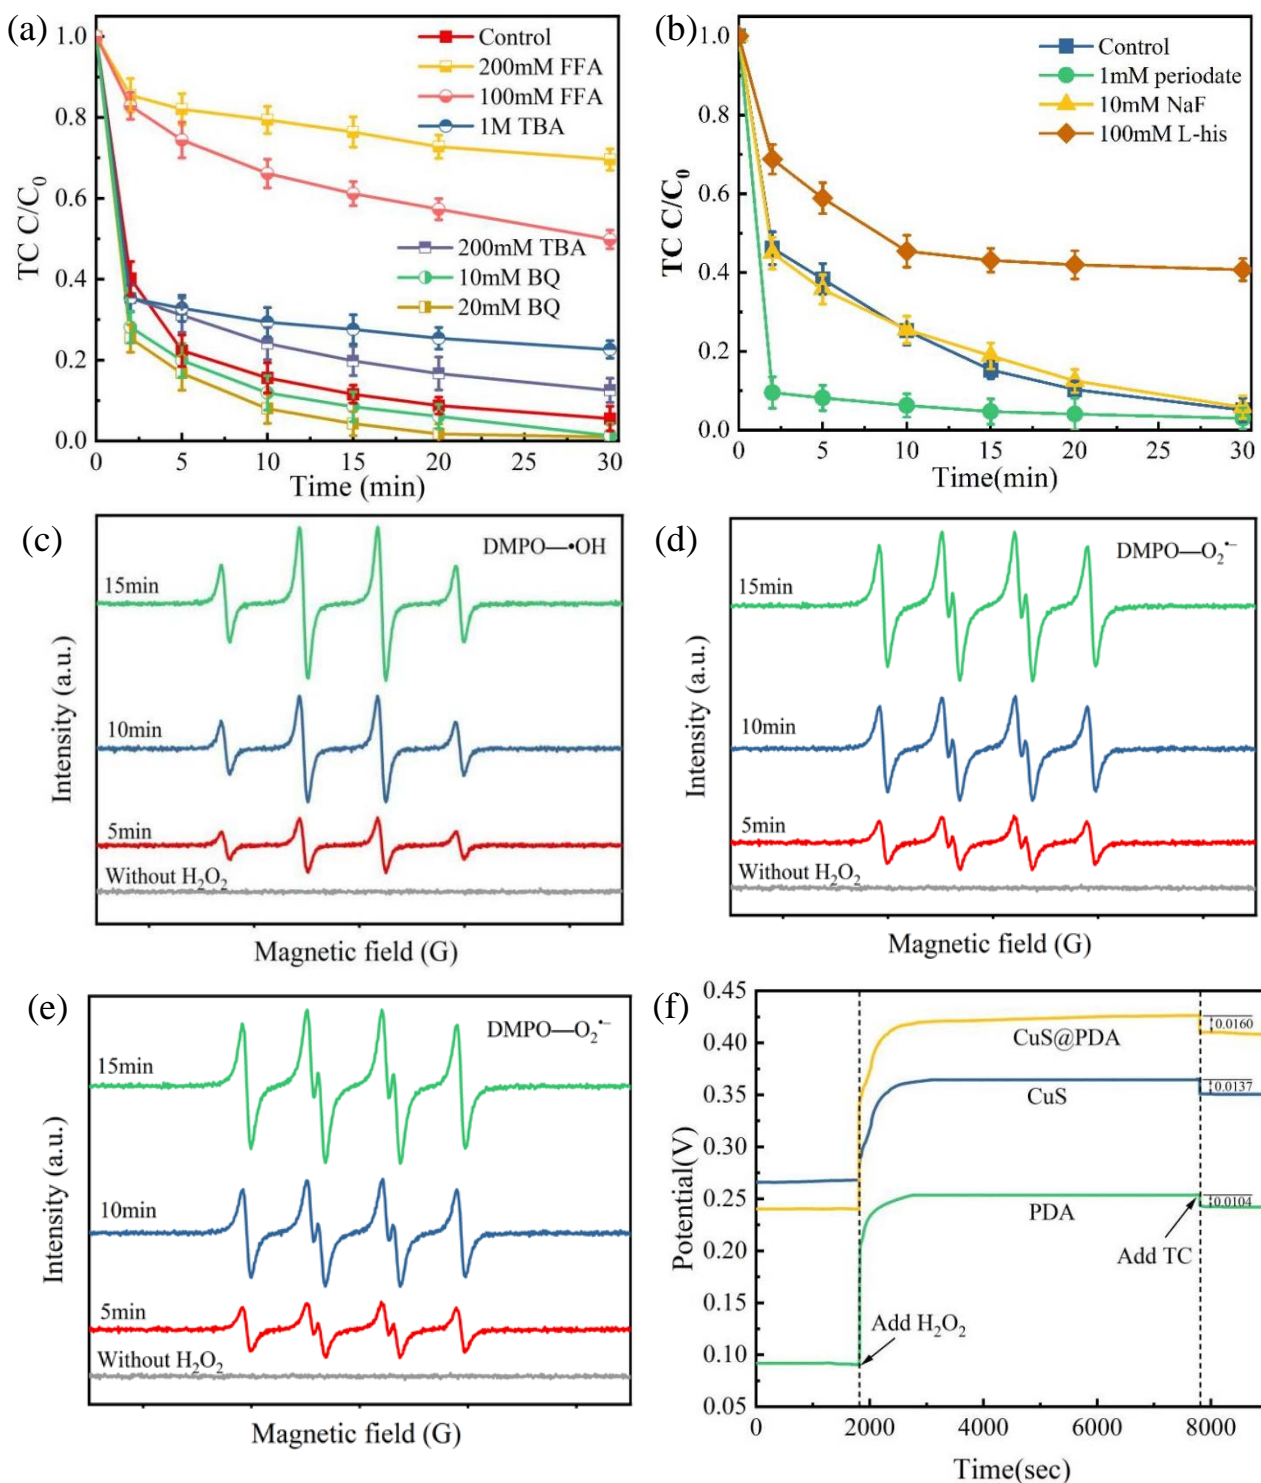 (a)
1.0
0.8
0.6
0.4
0.2
0.0
TC C/C₀
0 5 10 15 20 25 30
Time (min)
Control
200mM FFA
100mM FFA
1M TBA
200mM TBA
10mM BQ
20mM BQ
(b)
1.0
0.8
0.6
0.4
0.2
0.0
TC C/C₀
0 5 10 15 20 25 30
Time(min)
Control
1mM periodate
10mM NaF
100mM L-his
(c)
DMPO—•OH
15min
10min
5min
Without H₂O₂
Intensity (a.u.)
Magnetic field (G)
(d)
DMPO—O₂•−
15min
10min
5min
Without H₂O₂
Intensity (a.u.)
Magnetic field (G)
(e)
DMPO—O₂•−
15min
10min
5min
Without H₂O₂
Intensity (a.u.)
Magnetic field (G)
(f)
0.45
0.40
0.35
0.30
0.25
0.20
0.15
0.10
0.05
Potential(V)
CuS@PDA
0.0160
CuS
0.0137
PDA
0.0104
Add TC
Add H₂O₂
0 2000 4000 6000 8000
Time(sec)